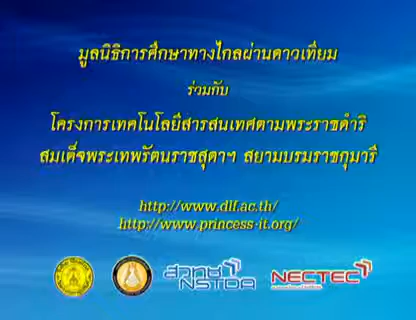 มูลนิธิการศึกษาทางไกลผ่านดาวเทียม
ร่วมกับ
โครงการเทคโนโลยีสารสนเทศตามพระราชดำริ
สมเด็จพระเทพรัตนราชสุดาฯ สยามบรมราชกุมารี
http://www.dlf.ac.th/
http://www.princess-it.org/
สวทช NECTEC
NSTDA